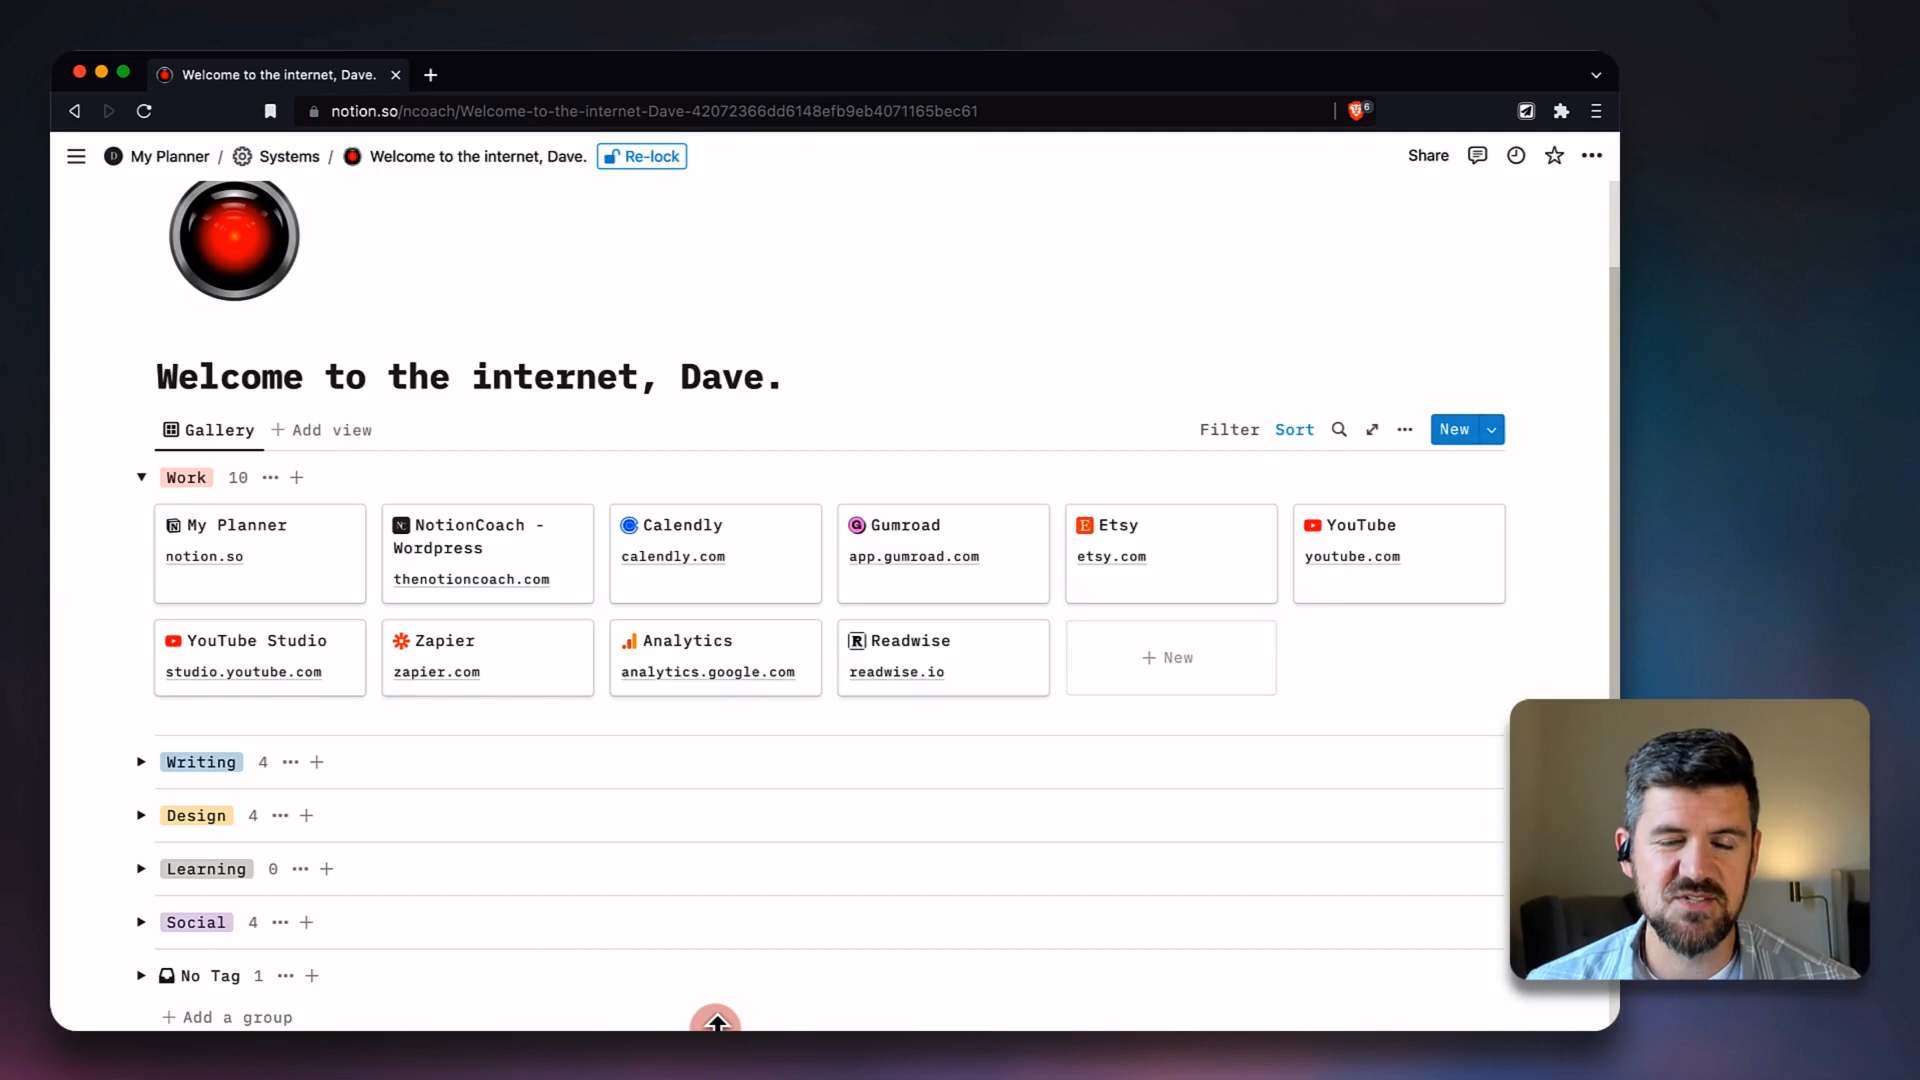 Welcome to the internet, Dave.
notion.so/ncoach/Welcome-to-the-internet-Dave-42072366dd6148efb9eb4071165bec61
6
D My Planner / Systems / Welcome to the internet, Dave. Re-lock
Share
Welcome to the internet, Dave.
Gallery + Add view
Filter Sort New
Work 10
My Planner
notion.so
NC NotionCoach -
Wordpress
thenotioncoach.com
Calendly
calendly.com
G Gumroad
app.gumroad.com
E Etsy
etsy.com
YouTube
youtube.com
YouTube Studio
studio.youtube.com
Zapier
zapier.com
Analytics
analytics.google.com
R Readwise
readwise.io
+ New
Writing 4
Design 4
Learning 0
Social 4
No Tag 1
+ Add a group